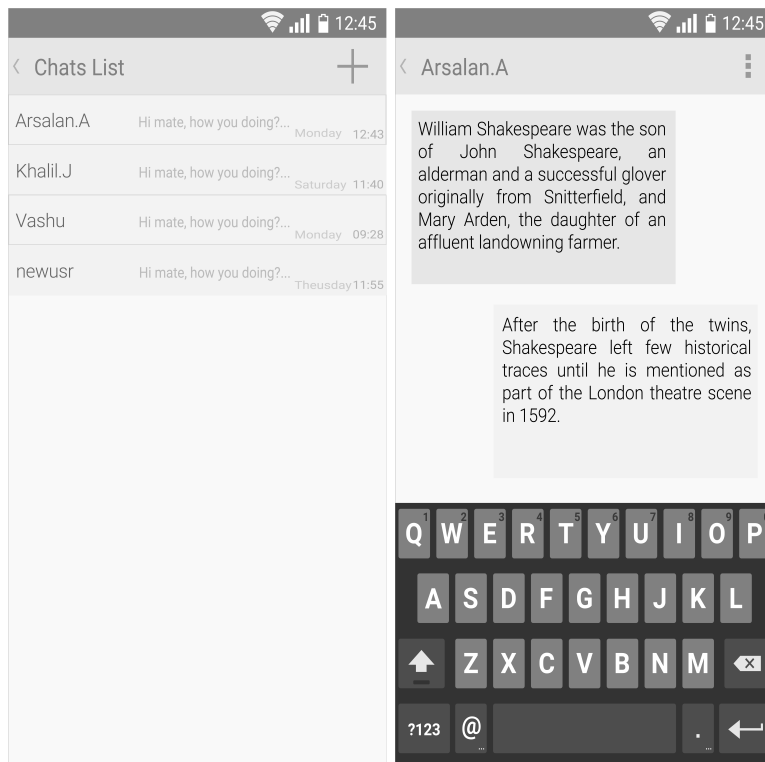 12:45
Chats List
Arsalan.A Hi mate, how you doing?... Monday 12:43
Khalil.J Hi mate, how you doing?... Saturday 11:40
Vashu Hi mate, how you doing?... Monday 09:28
newusr Hi mate, how you doing?... Theusday 11:55
12:45
Arsalan.A
William Shakespeare was the son
of John Shakespeare, an
alderman and a successful glover
originally from Snitterfield, and
Mary Arden, the daughter of an
affluent landowning farmer.
After the birth of the twins,
Shakespeare left few historical
traces until he is mentioned as
part of the London theatre scene
in 1592.
1 2 3 4 5 6 7 8 9
Q W E R T Y U I O P
A S D F G H J K L
Z X C V B N M
?123 @ ... . ...